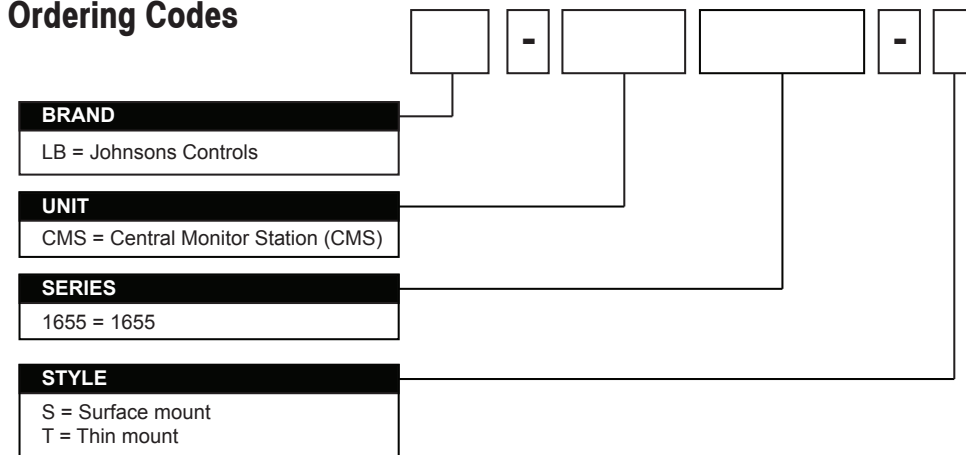 Ordering Codes
- -
BRAND
LB = Johnsons Controls
UNIT
CMS = Central Monitor Station (CMS)
SERIES
1655 = 1655
STYLE
S = Surface mount
T = Thin mount